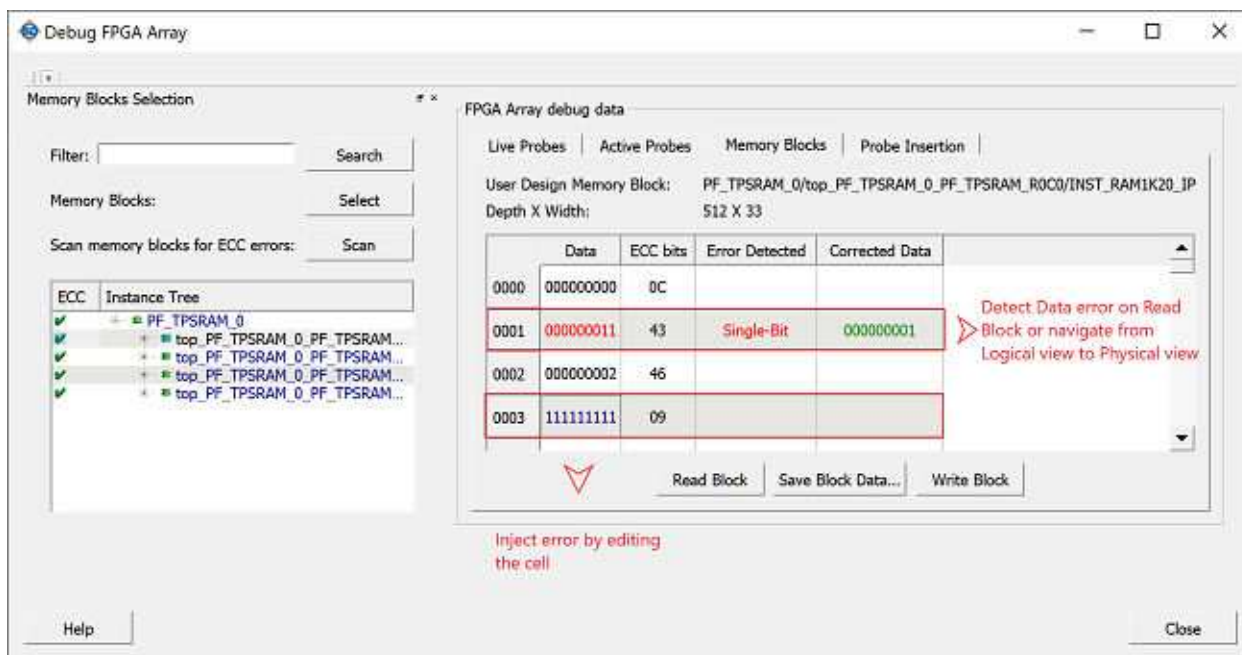 Debug FPGA Array
Memory Blocks Selection
Filter:
Search
Memory Blocks:
Select
Scan memory blocks for ECC errors:
Scan
ECC Instance Tree
PF_TPSRAM_0
top_PF_TPSRAM_0_PF_TPSRAM...
top_PF_TPSRAM_0_PF_TPSRAM...
top_PF_TPSRAM_0_PF_TPSRAM...
top_PF_TPSRAM_0_PF_TPSRAM...
FPGA Array debug data
Live Probes Active Probes Memory Blocks Probe Insertion
User Design Memory Block: PF_TPSRAM_0/top_PF_TPSRAM_0_PF_TPSRAM_R0C0/INST_RAM1K20_IP
Depth X Width: 512 X 33
Data ECC bits Error Detected Corrected Data
0000 000000000 0C
0001 000000011 43 Single-Bit 000000001
0002 000000002 46
0003 111111111 09
Detect Data error on Read
Block or navigate from
Logical view to Physical view
Read Block Save Block Data... Write Block
Inject error by editing
the cell
Help
Close